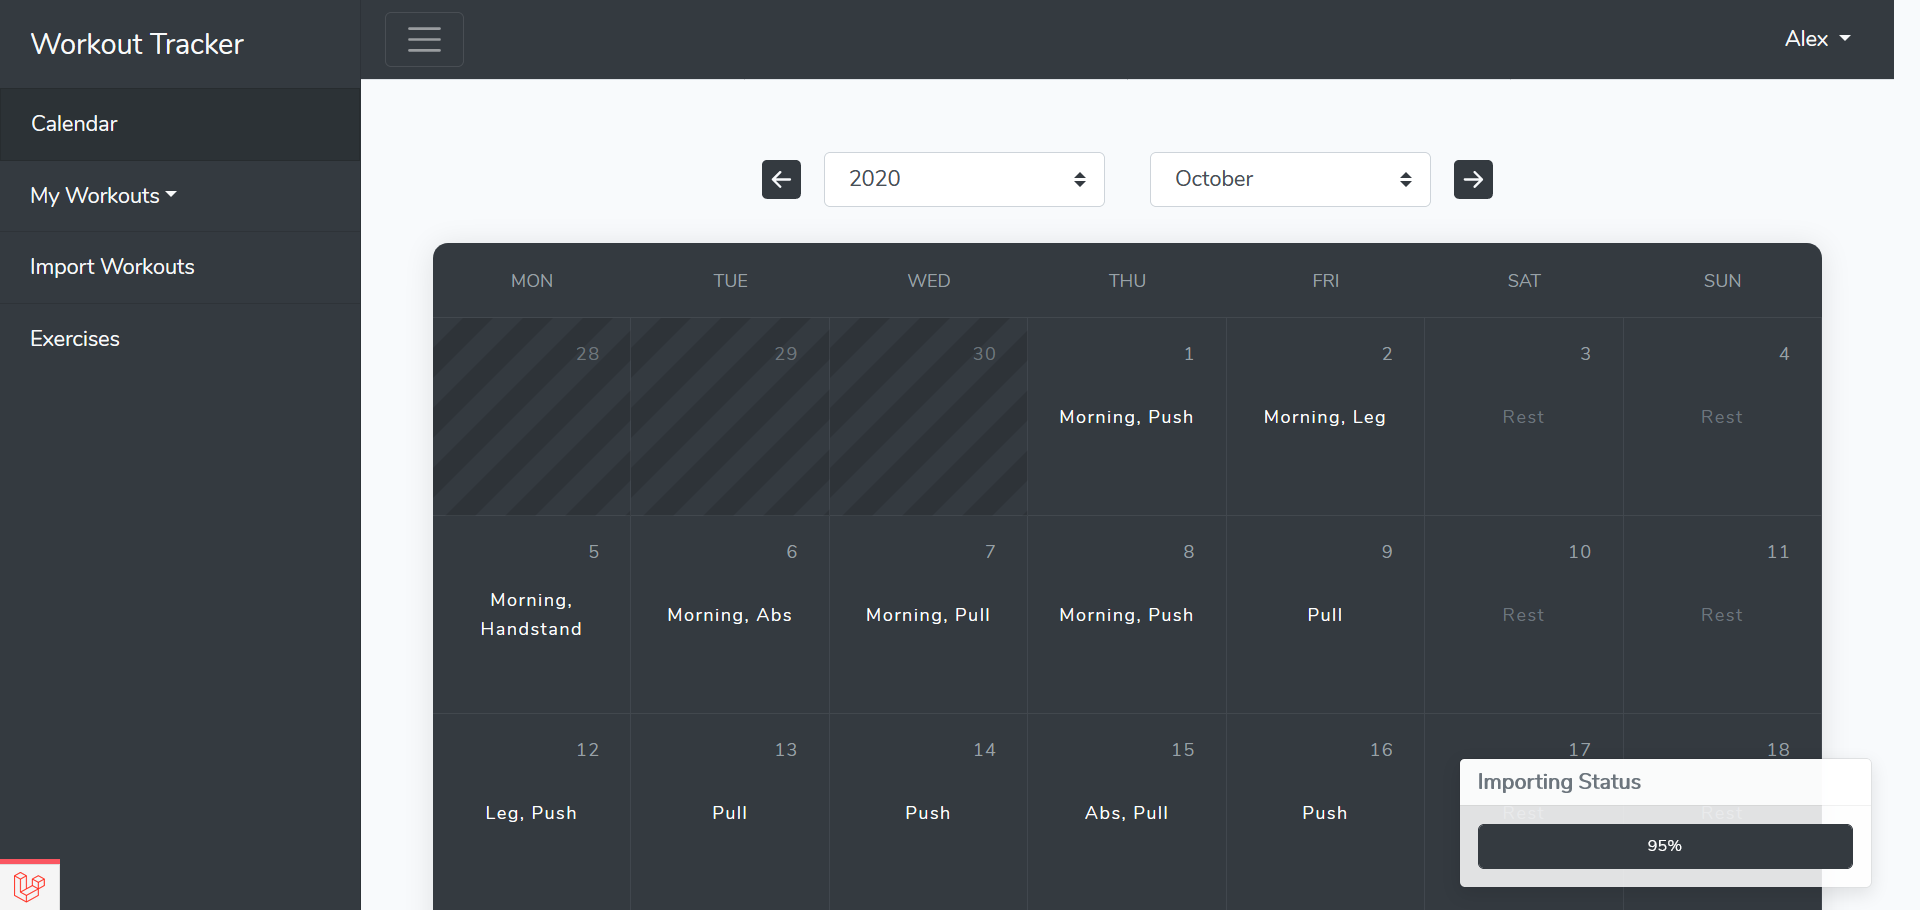 Workout Tracker
Alex
Calendar
My Workouts
Import Workouts
Exercises
2020
October
MON TUE WED THU FRI SAT SUN
28 29 30 1 2 3 4
Morning, Push Morning, Leg Rest Rest
5 6 7 8 9 10 11
Morning,
Handstand Morning, Abs Morning, Pull Morning, Push Pull Rest Rest
12 13 14 15 16 17 18
Leg, Push Pull Push Abs, Pull Push Rest Rest
Importing Status
95%